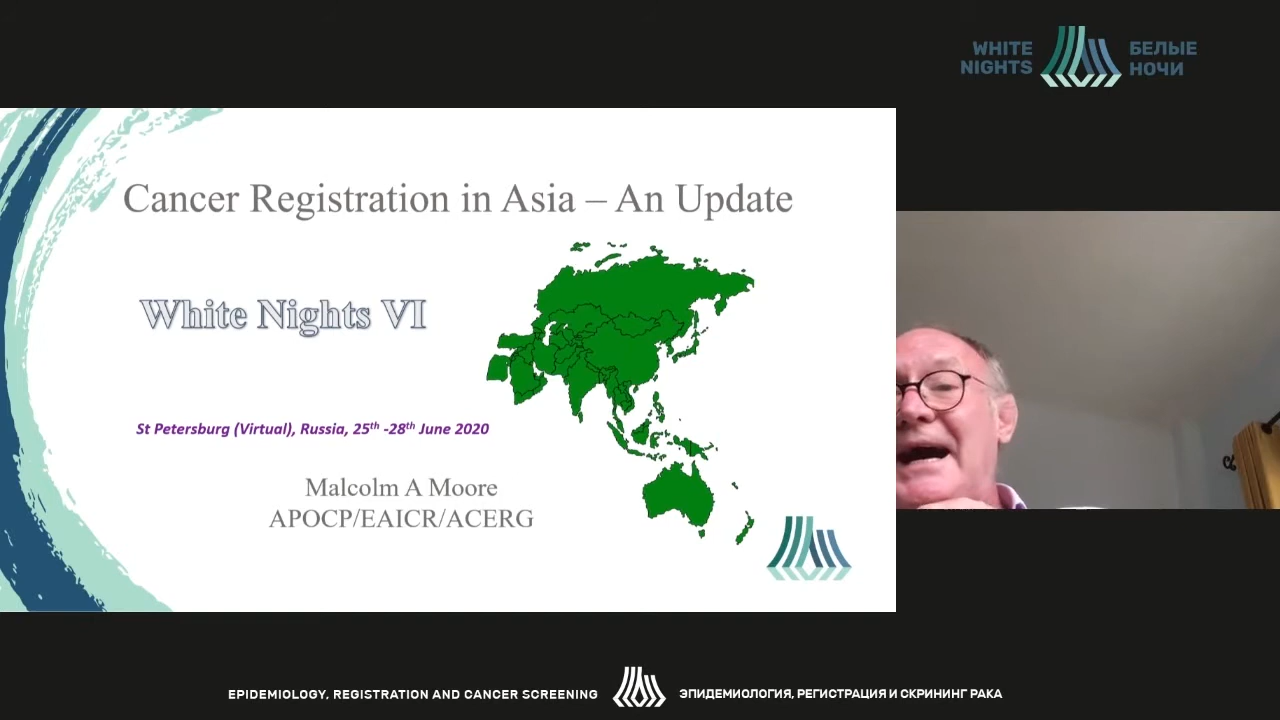 WHITE
NIGHTS
БЕЛЫЕ
НОЧИ
Cancer Registration in Asia – An Update
White Nights VI
St Petersburg (Virtual), Russia, 25th -28th June 2020
Malcolm A Moore
APOCP/EAICR/ACERG
EPIDEMIOLOGY, REGISTRATION AND CANCER SCREENING
ЭПИДЕМИОЛОГИЯ, РЕГИСТРАЦИЯ И СКРИНИНГ РАКА